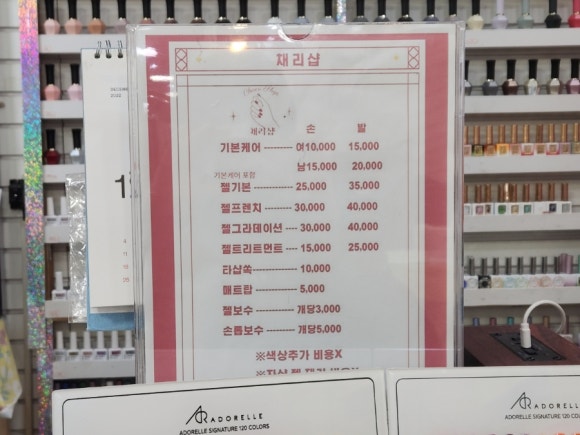 채리샵
채리샵
손 발
기본케어 ---------- 여10,000 15,000
남15.000 20.000
기본케어 포함
젤기본 -------------- 25,000 35,000
젤프렌치 ---------- 30,000 40,000
젤그라데이션 ---- 30,000 40,000
젤트리트먼트 ---- 15,000 25,000
타샵쏙--------------- 10,000
매트탑 --------------- 5,000
젤보수 ------------- 개당3,000
손톱보수 ---------- 개당5,000
※색상추가 비용X
DECEMBER
2022
ADORELLE
ADORELLE SIGNATURE 120 COLORS
ADORELLE
ADORELLE SIGNATURE 120 COLORS